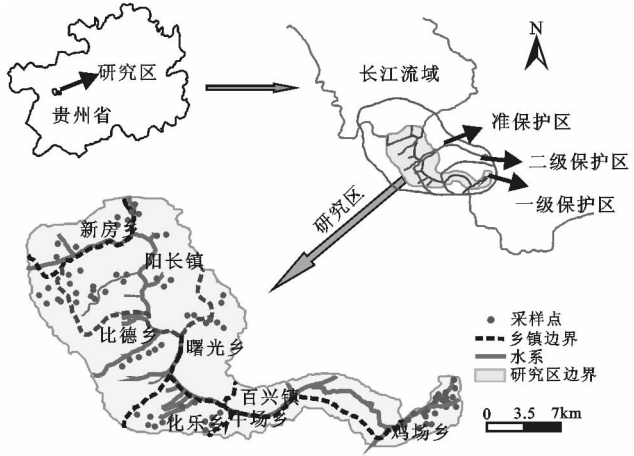 研究区
贵州省
长江流域
N
准保护区
二级保护区
一级保护区
研究区
新房乡
阳长镇
比德乡
曙光乡
百兴镇
化乐乡
干场乡
鸡场乡
采样点
乡镇边界
水系
研究区边界
0 3.5 7km